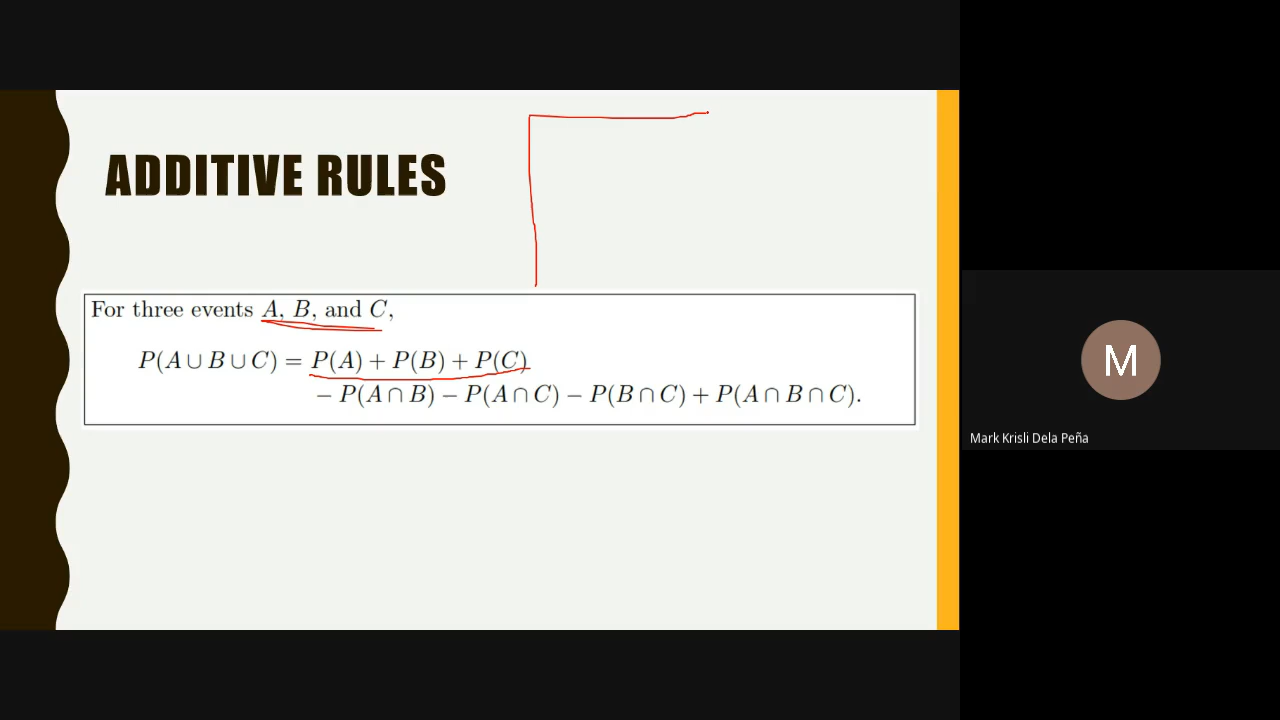 ADDITIVE RULES
For three events A, B, and C,
P(A ∪ B ∪ C) = P(A) + P(B) + P(C)
− P(A ∩ B) − P(A ∩ C) − P(B ∩ C) + P(A ∩ B ∩ C).
M
Mark Krisli Dela Peña